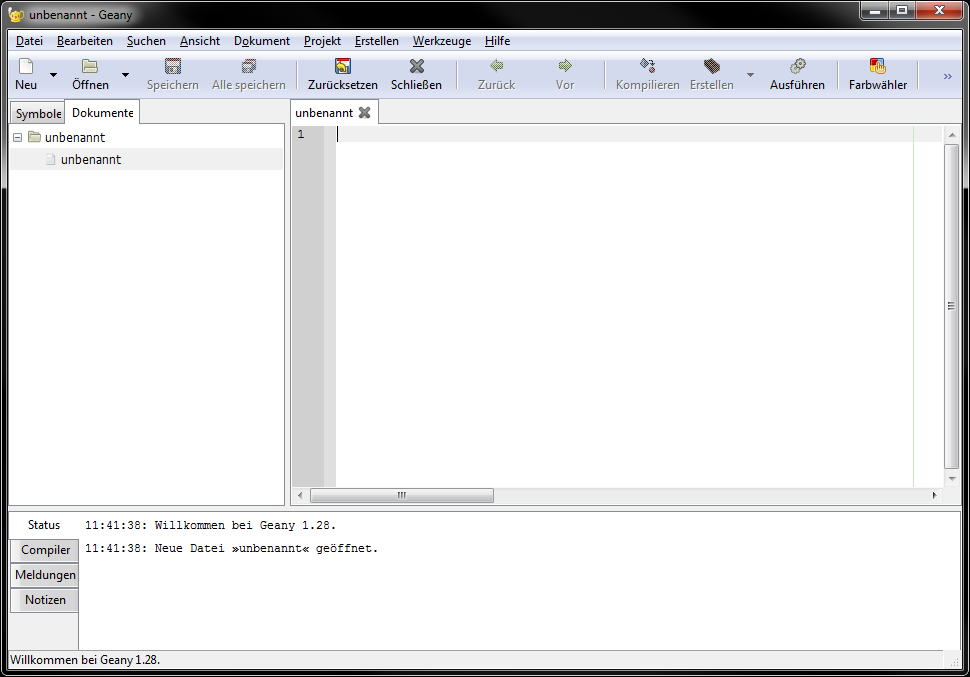 unbenannt - Geany
Datei Bearbeiten Suchen Ansicht Dokument Projekt Erstellen Werkzeuge Hilfe
Neu Öffnen Speichern Alle speichern Zurücksetzen Schließen Zurück Vor Kompilieren Erstellen Ausführen Farbwähler »
Symbole Dokumente
unbenannt
unbenannt
unbenannt
1
Status
Compiler
Meldungen
Notizen
11:41:38: Willkommen bei Geany 1.28.
11:41:38: Neue Datei »unbenannt« geöffnet.
Willkommen bei Geany 1.28.